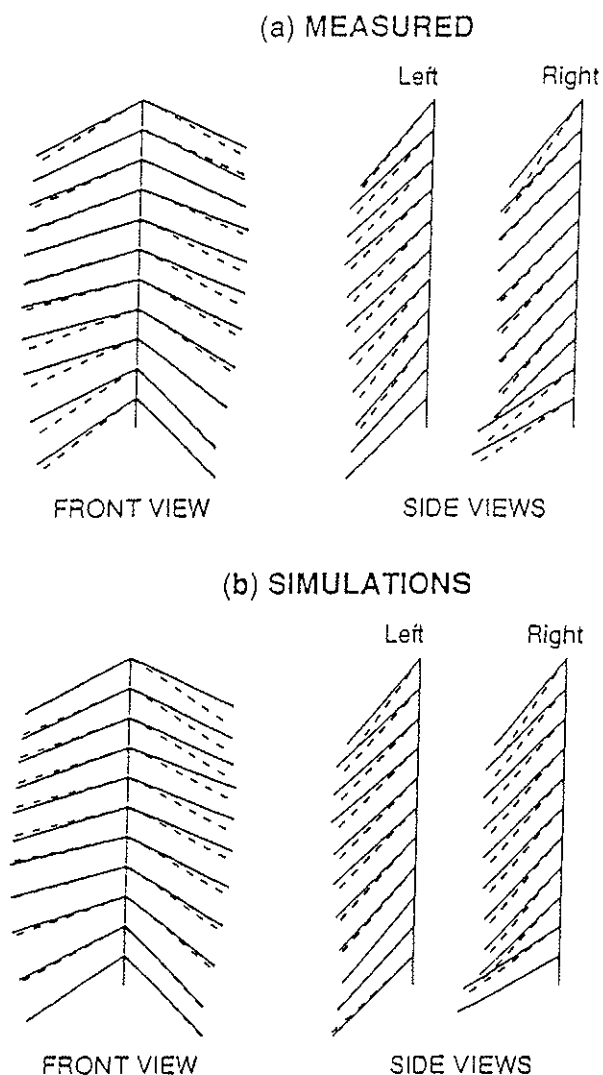 (a) MEASURED
Left Right
FRONT VIEW SIDE VIEWS
(b) SIMULATIONS
Left Right
FRONT VIEW SIDE VIEWS